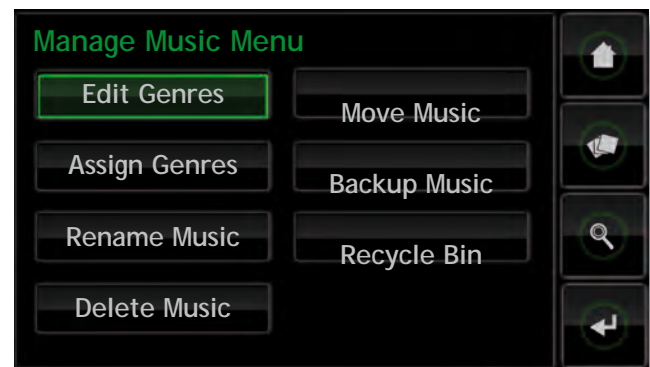 Manage Music Menu
Edit Genres
Move Music
Assign Genres
Backup Music
Rename Music
Recycle Bin
Delete Music